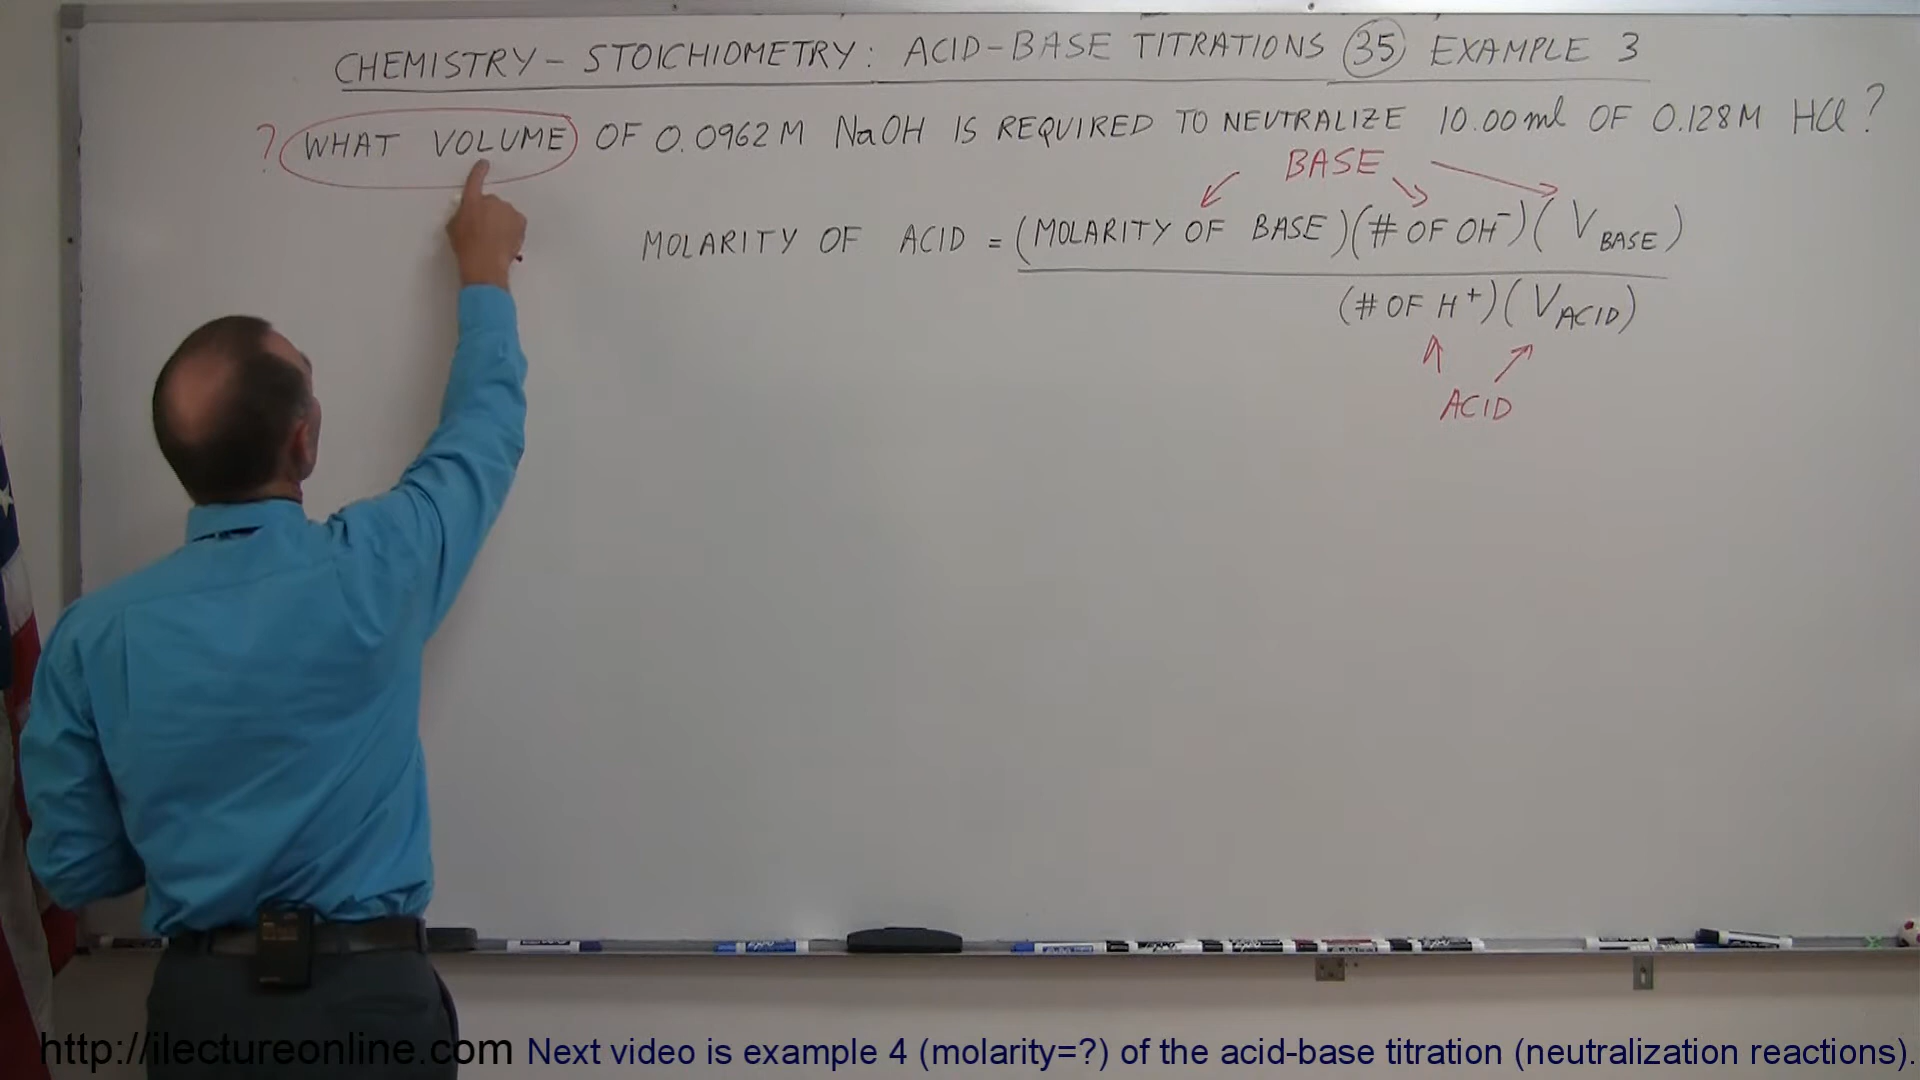 CHEMISTRY - STOICHIOMETRY: ACID-BASE TITRATIONS 35 EXAMPLE 3
? WHAT VOLUME OF 0.0962 M NaOH IS REQUIRED TO NEUTRALIZE 10.00 ml OF 0.128 M HCl?
BASE
MOLARITY OF ACID = (MOLARITY OF BASE)(# OF OH⁻)(V BASE)
(# OF H⁺)(V ACID)
ACID
http://ilectureonline.com Next video is example 4 (molarity=?) of the acid-base titration (neutralization reactions).